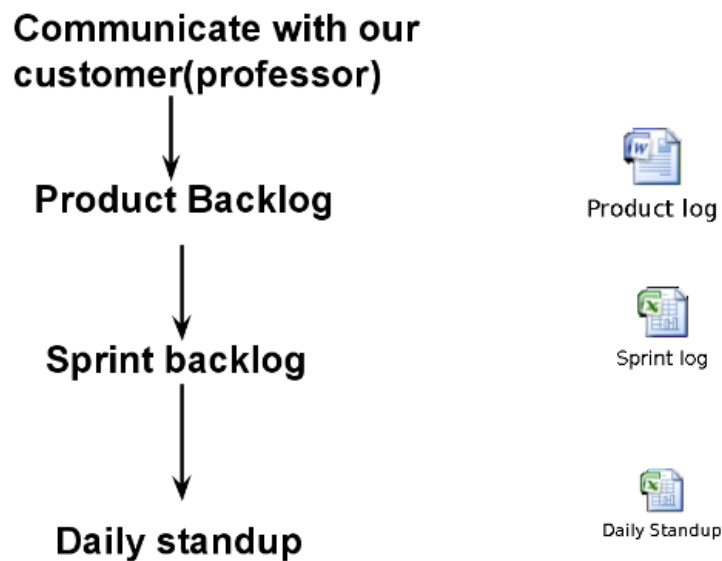 Communicate with our
customer(professor)
Product Backlog
Product log
Sprint backlog
Sprint log
Daily standup
Daily Standup